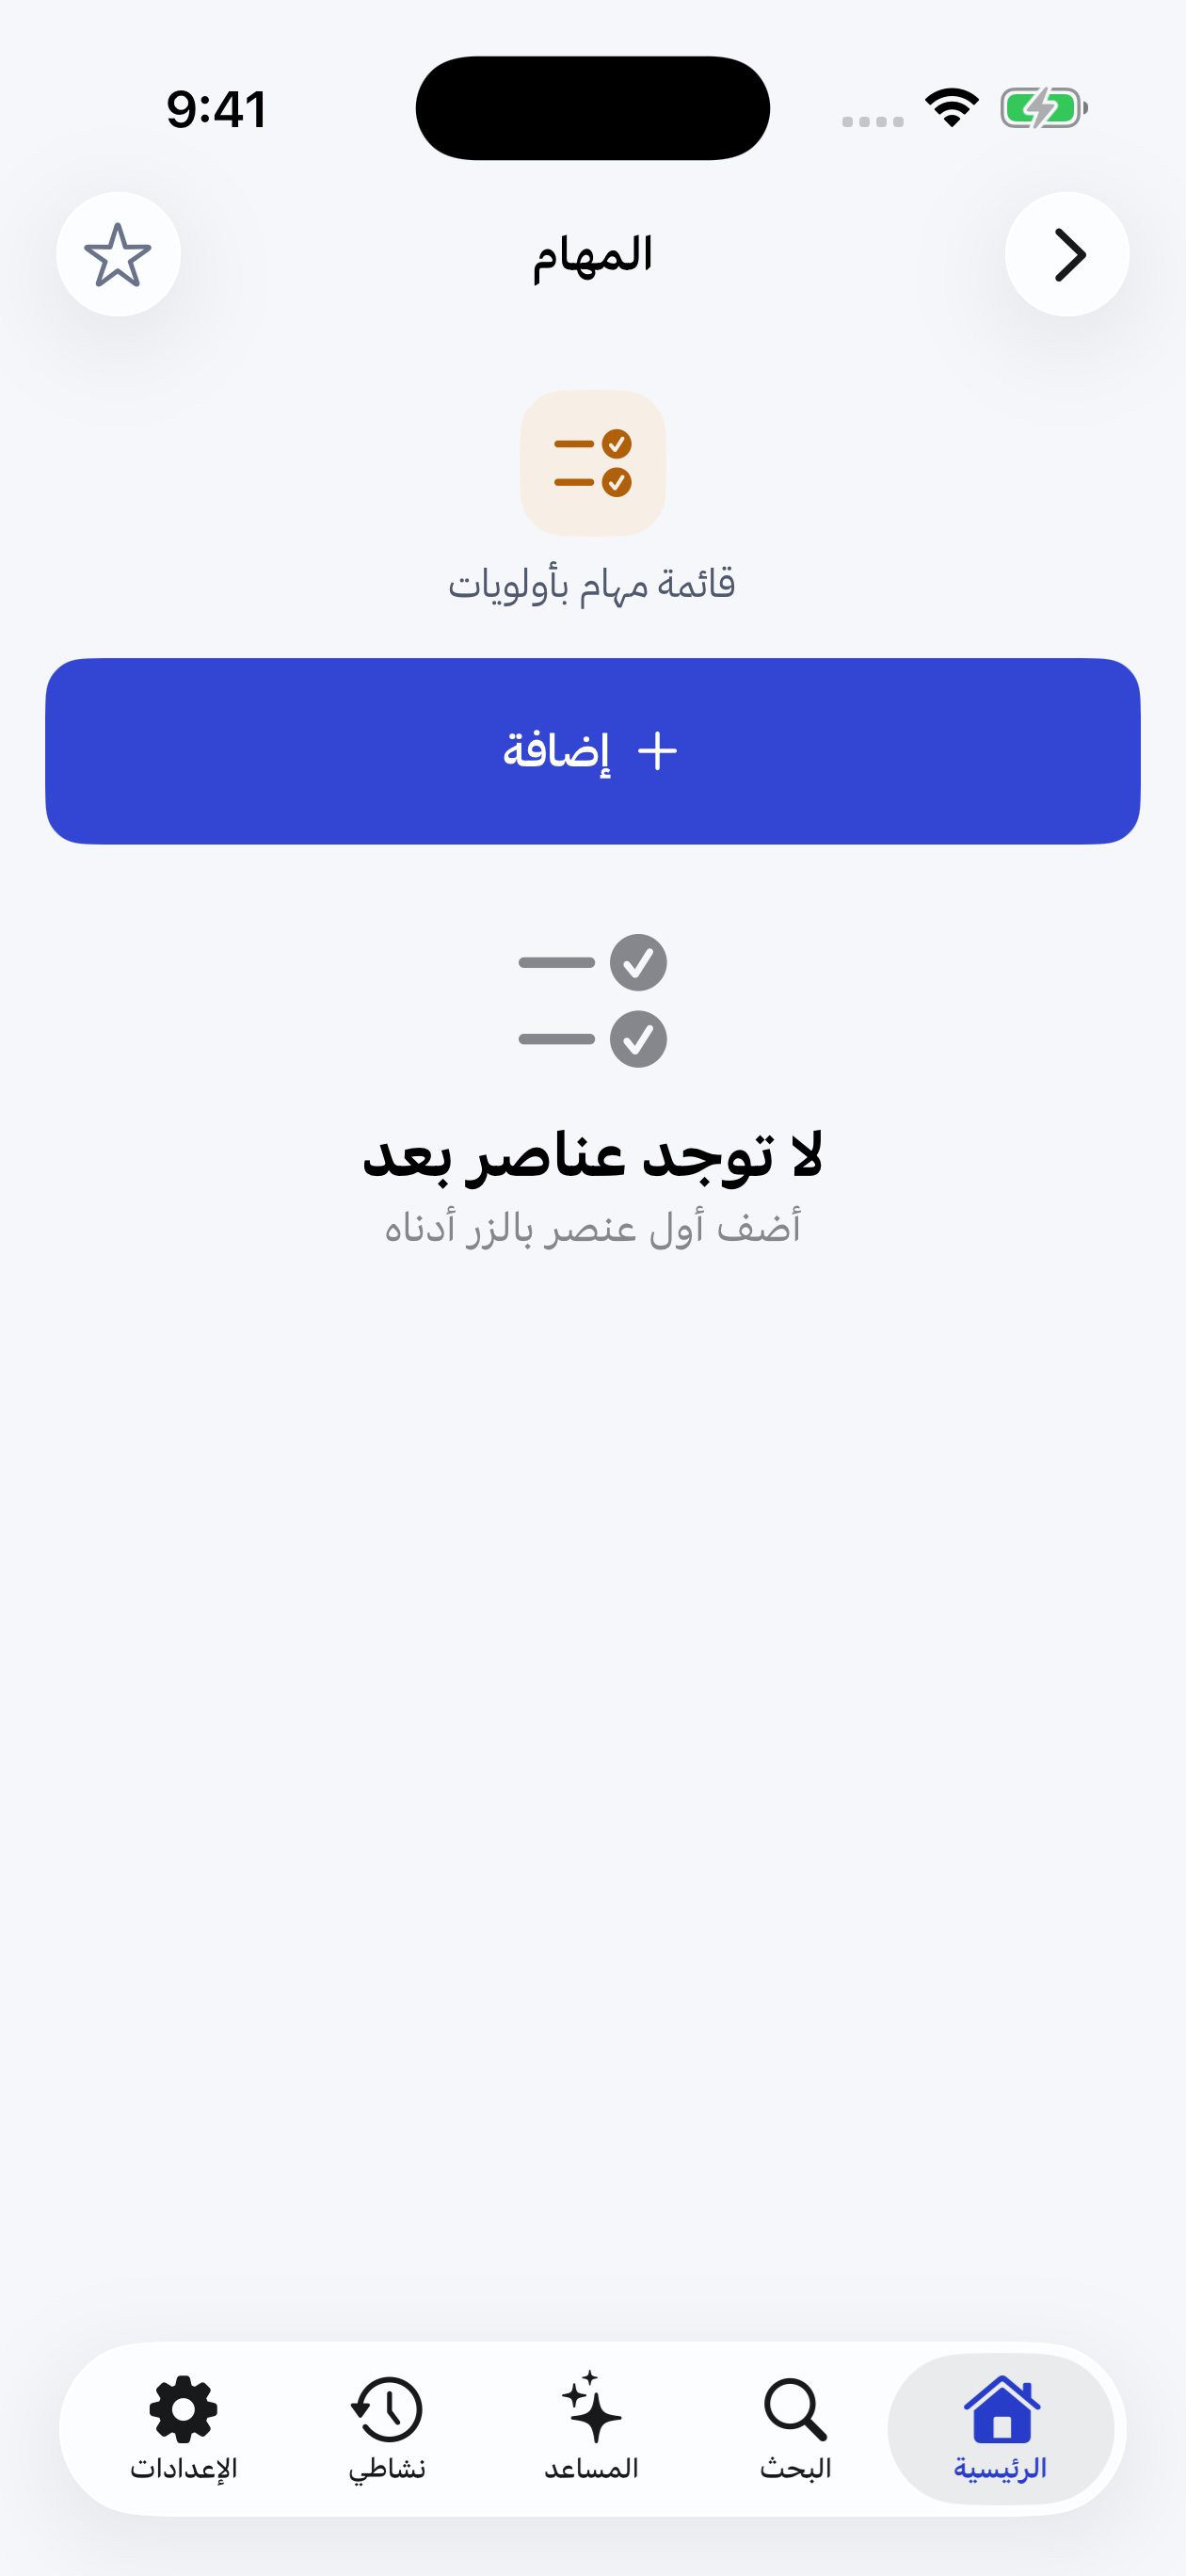 9:41
المهام
قائمة مهام بأولويات
إضافة
لا توجد عناصر بعد
أضف أول عنصر بالزر أدناه
الرئيسية
البحث
المساعد
نشاطي
الإعدادات